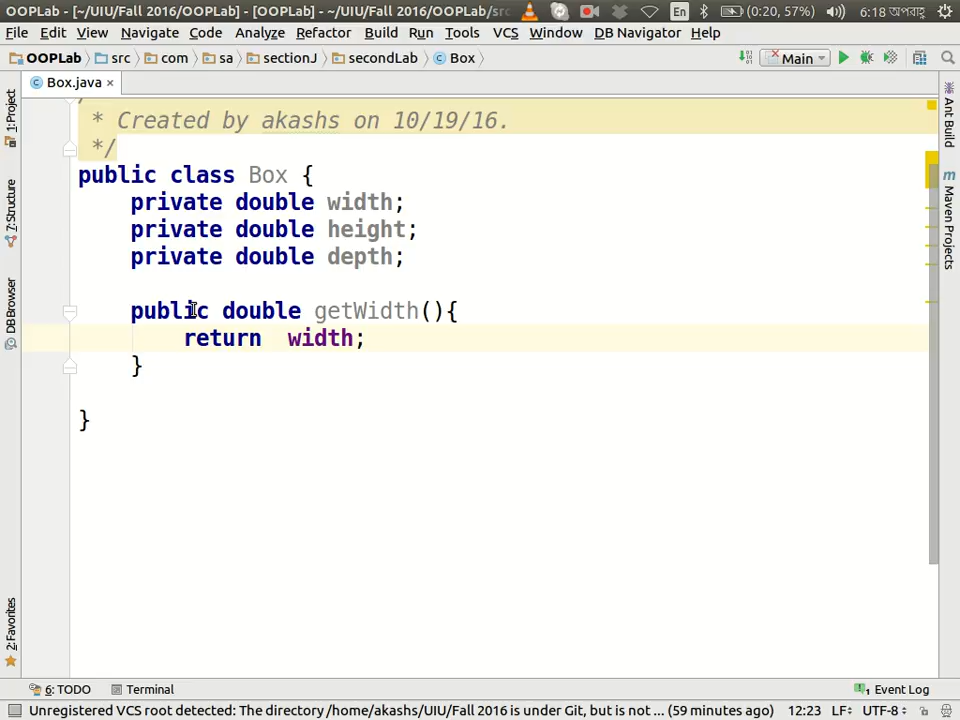 OOPLab - [~/UIU/Fall 2016/OOPLab] - [OOPLab] - [~/UIU/Fall 2016/OOPLab/src
En
(0:20, 57%)
6:18 অপরাহ্ণ
File Edit View Navigate Code Analyze Refactor Build Run Tools VCS Window DB Navigator Help
OOPLab src com sa sectionJ secondLab Box
Main
Box.java ×
* Created by akashs on 10/19/16.
*/
public class Box {
private double width;
private double height;
private double depth;
public double getWidth(){
return  width;
}
}
1:Project
7:Structure
DB Browser
2:Favorites
Ant Build
Maven Projects
6: TODO Terminal
1 Event Log
Unregistered VCS root detected: The directory /home/akashs/UIU/Fall 2016 is under Git, but is not ... (59 minutes ago)
12:23 LF UTF-8